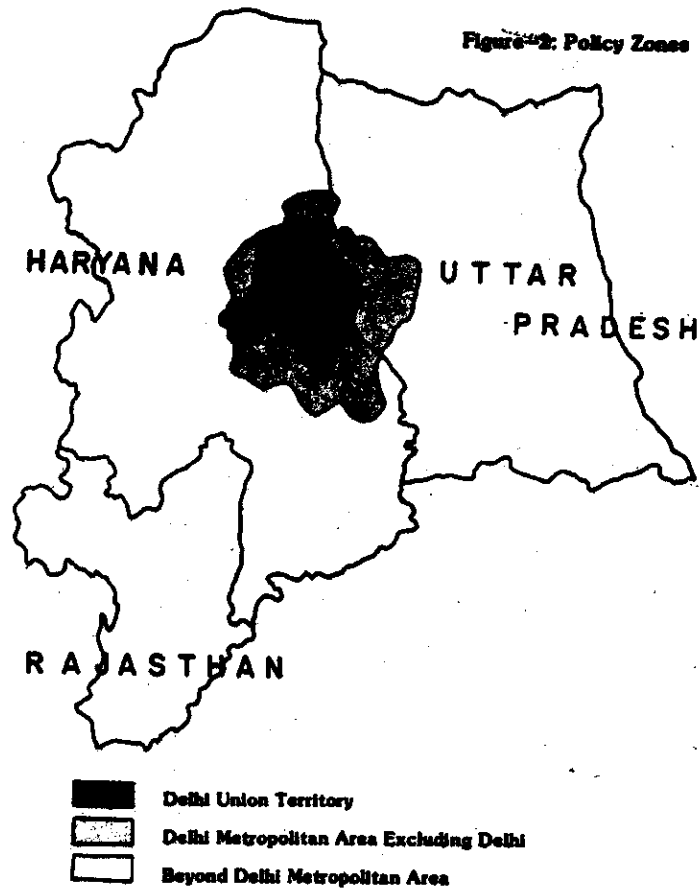 Figure-2: Policy Zones
HARYANA
UTTAR
PRADESH
RAJASTHAN
Delhi Union Territory
Delhi Metropolitan Area Excluding Delhi
Beyond Delhi Metropolitan Area